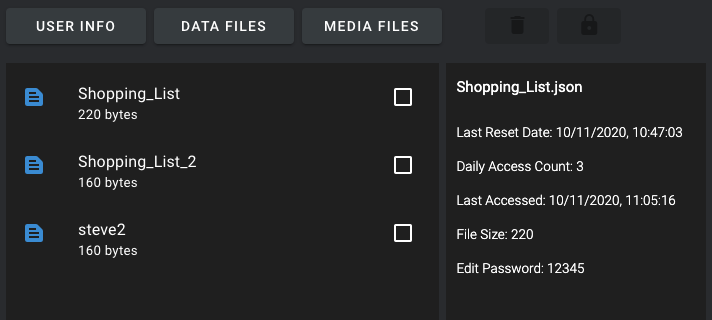 USER INFO
DATA FILES
MEDIA FILES
Shopping_List
220 bytes
Shopping_List_2
160 bytes
steve2
160 bytes
Shopping_List.json
Last Reset Date: 10/11/2020, 10:47:03
Daily Access Count: 3
Last Accessed: 10/11/2020, 11:05:16
File Size: 220
Edit Password: 12345